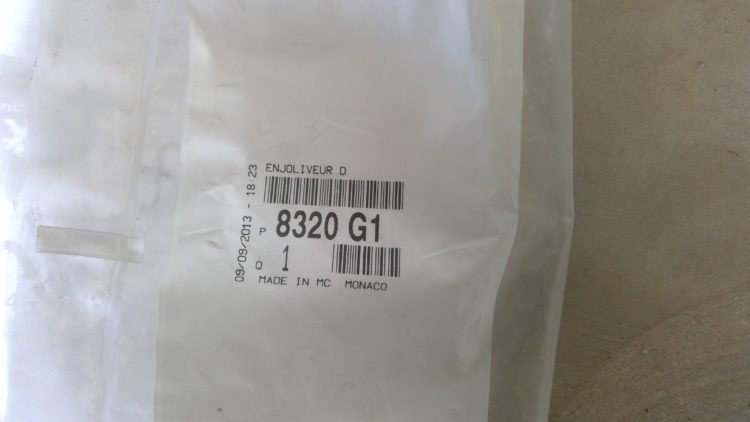 ENJOLIVEUR D
P 8320 G1
Q 1
MADE IN MC MONACO
09/09/2013 - 18:23